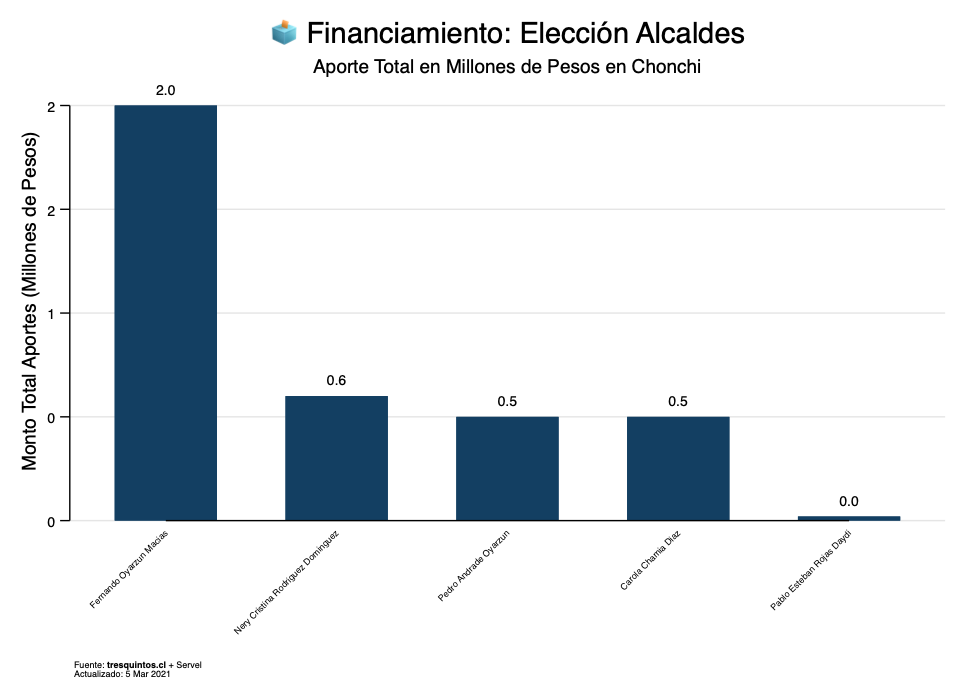 Financiamiento: Elección Alcaldes
Aporte Total en Millones de Pesos en Chonchi
Monto Total Aportes (Millones de Pesos)
2
2
1
0
0
2.0
0.6
0.5
0.5
0.0
Fernando Oyarzun Macias
Nery Cristina Rodriguez Dominguez
Pedro Andrade Oyarzun
Carola Chamia Diaz
Pablo Esteban Rojas Daydi
Fuente: tresquintos.cl + Servel
Actualizado: 5 Mar 2021